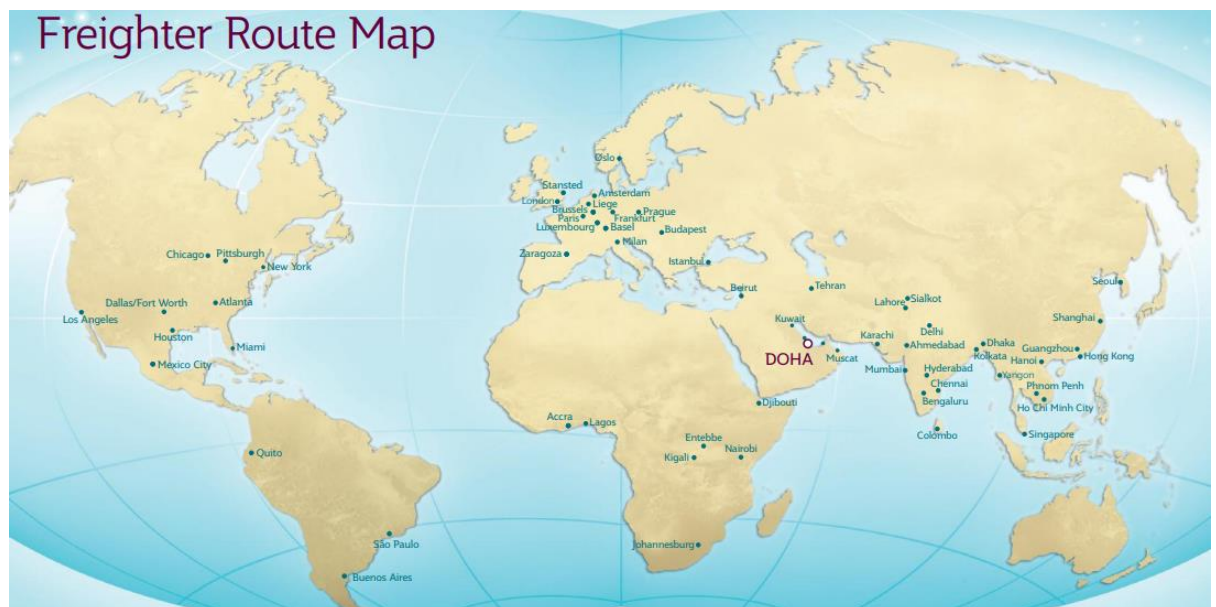 Freighter Route Map
Oslo
Stansted
Amsterdam
London
Liege
Brussels
Paris
Frankfurt
Prague
Luxembourg
Basel
Budapest
Milan
Zaragoza
Istanbul
Chicago
Pittsburgh
New York
Beirut
Tehran
Seoul
Dallas/Fort Worth
Atlanta
Lahore
Sialkot
Los Angeles
Kuwait
Shanghai
Houston
Delhi
Karachi
Miami
Ahmedabad
Dhaka
Guangzhou
DOHA
Muscat
Kolkata
Hong Kong
Hanoi
Mexico City
Mumbai
Hyderabad
Yangon
Chennai
Phnom Penh
Bengaluru
Djibouti
Ho Chi Minh City
Accra
Lagos
Colombo
Singapore
Entebbe
Nairobi
Kigali
Quito
São Paulo
Johannesburg
Buenos Aires